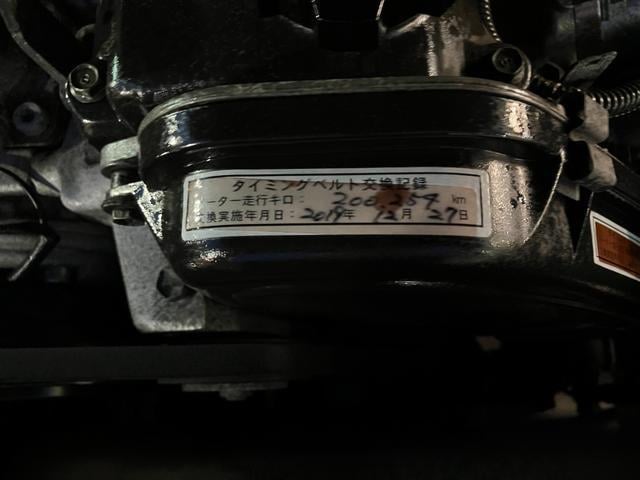 タイミングベルト交換記録
ーター走行キロ： 200,254 km
換実施年月日：2019年 12月 27日